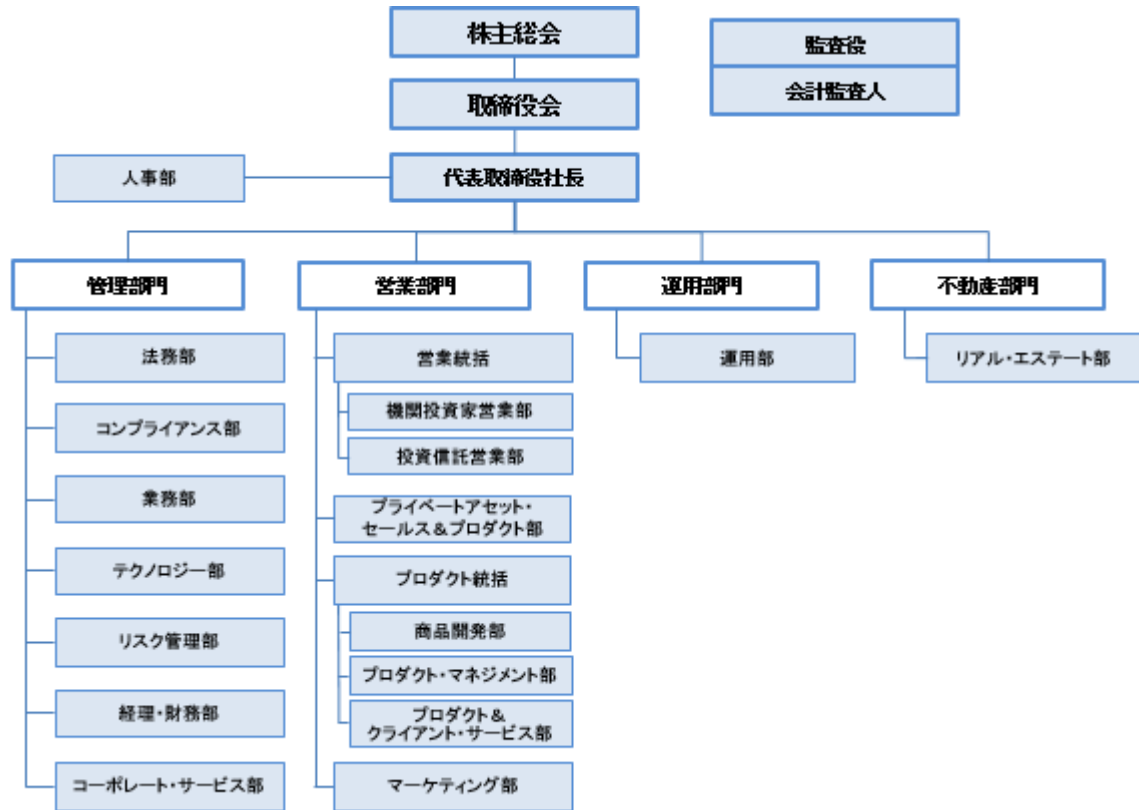 株主総会
監査役
会計監査人
取締役会
代表取締役社長
人事部
管理部門
営業部門
運用部門
不動産部門
法務部
コンプライアンス部
業務部
テクノロジー部
リスク管理部
経理・財務部
コーポレート・サービス部
営業統括
機関投資家営業部
投資信託営業部
プライベートアセット・
セールス&プロダクト部
プロダクト統括
商品開発部
プロダクト・マネジメント部
プロダクト&
クライアント・サービス部
マーケティング部
運用部
リアル・エステート部